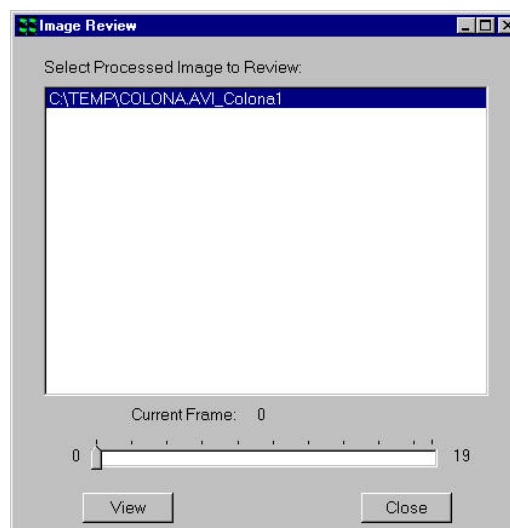 Image Review
Select Processed Image to Review:
C:\TEMP\COLONA.AVI_Colona1
Current Frame: 0
0 19
View Close